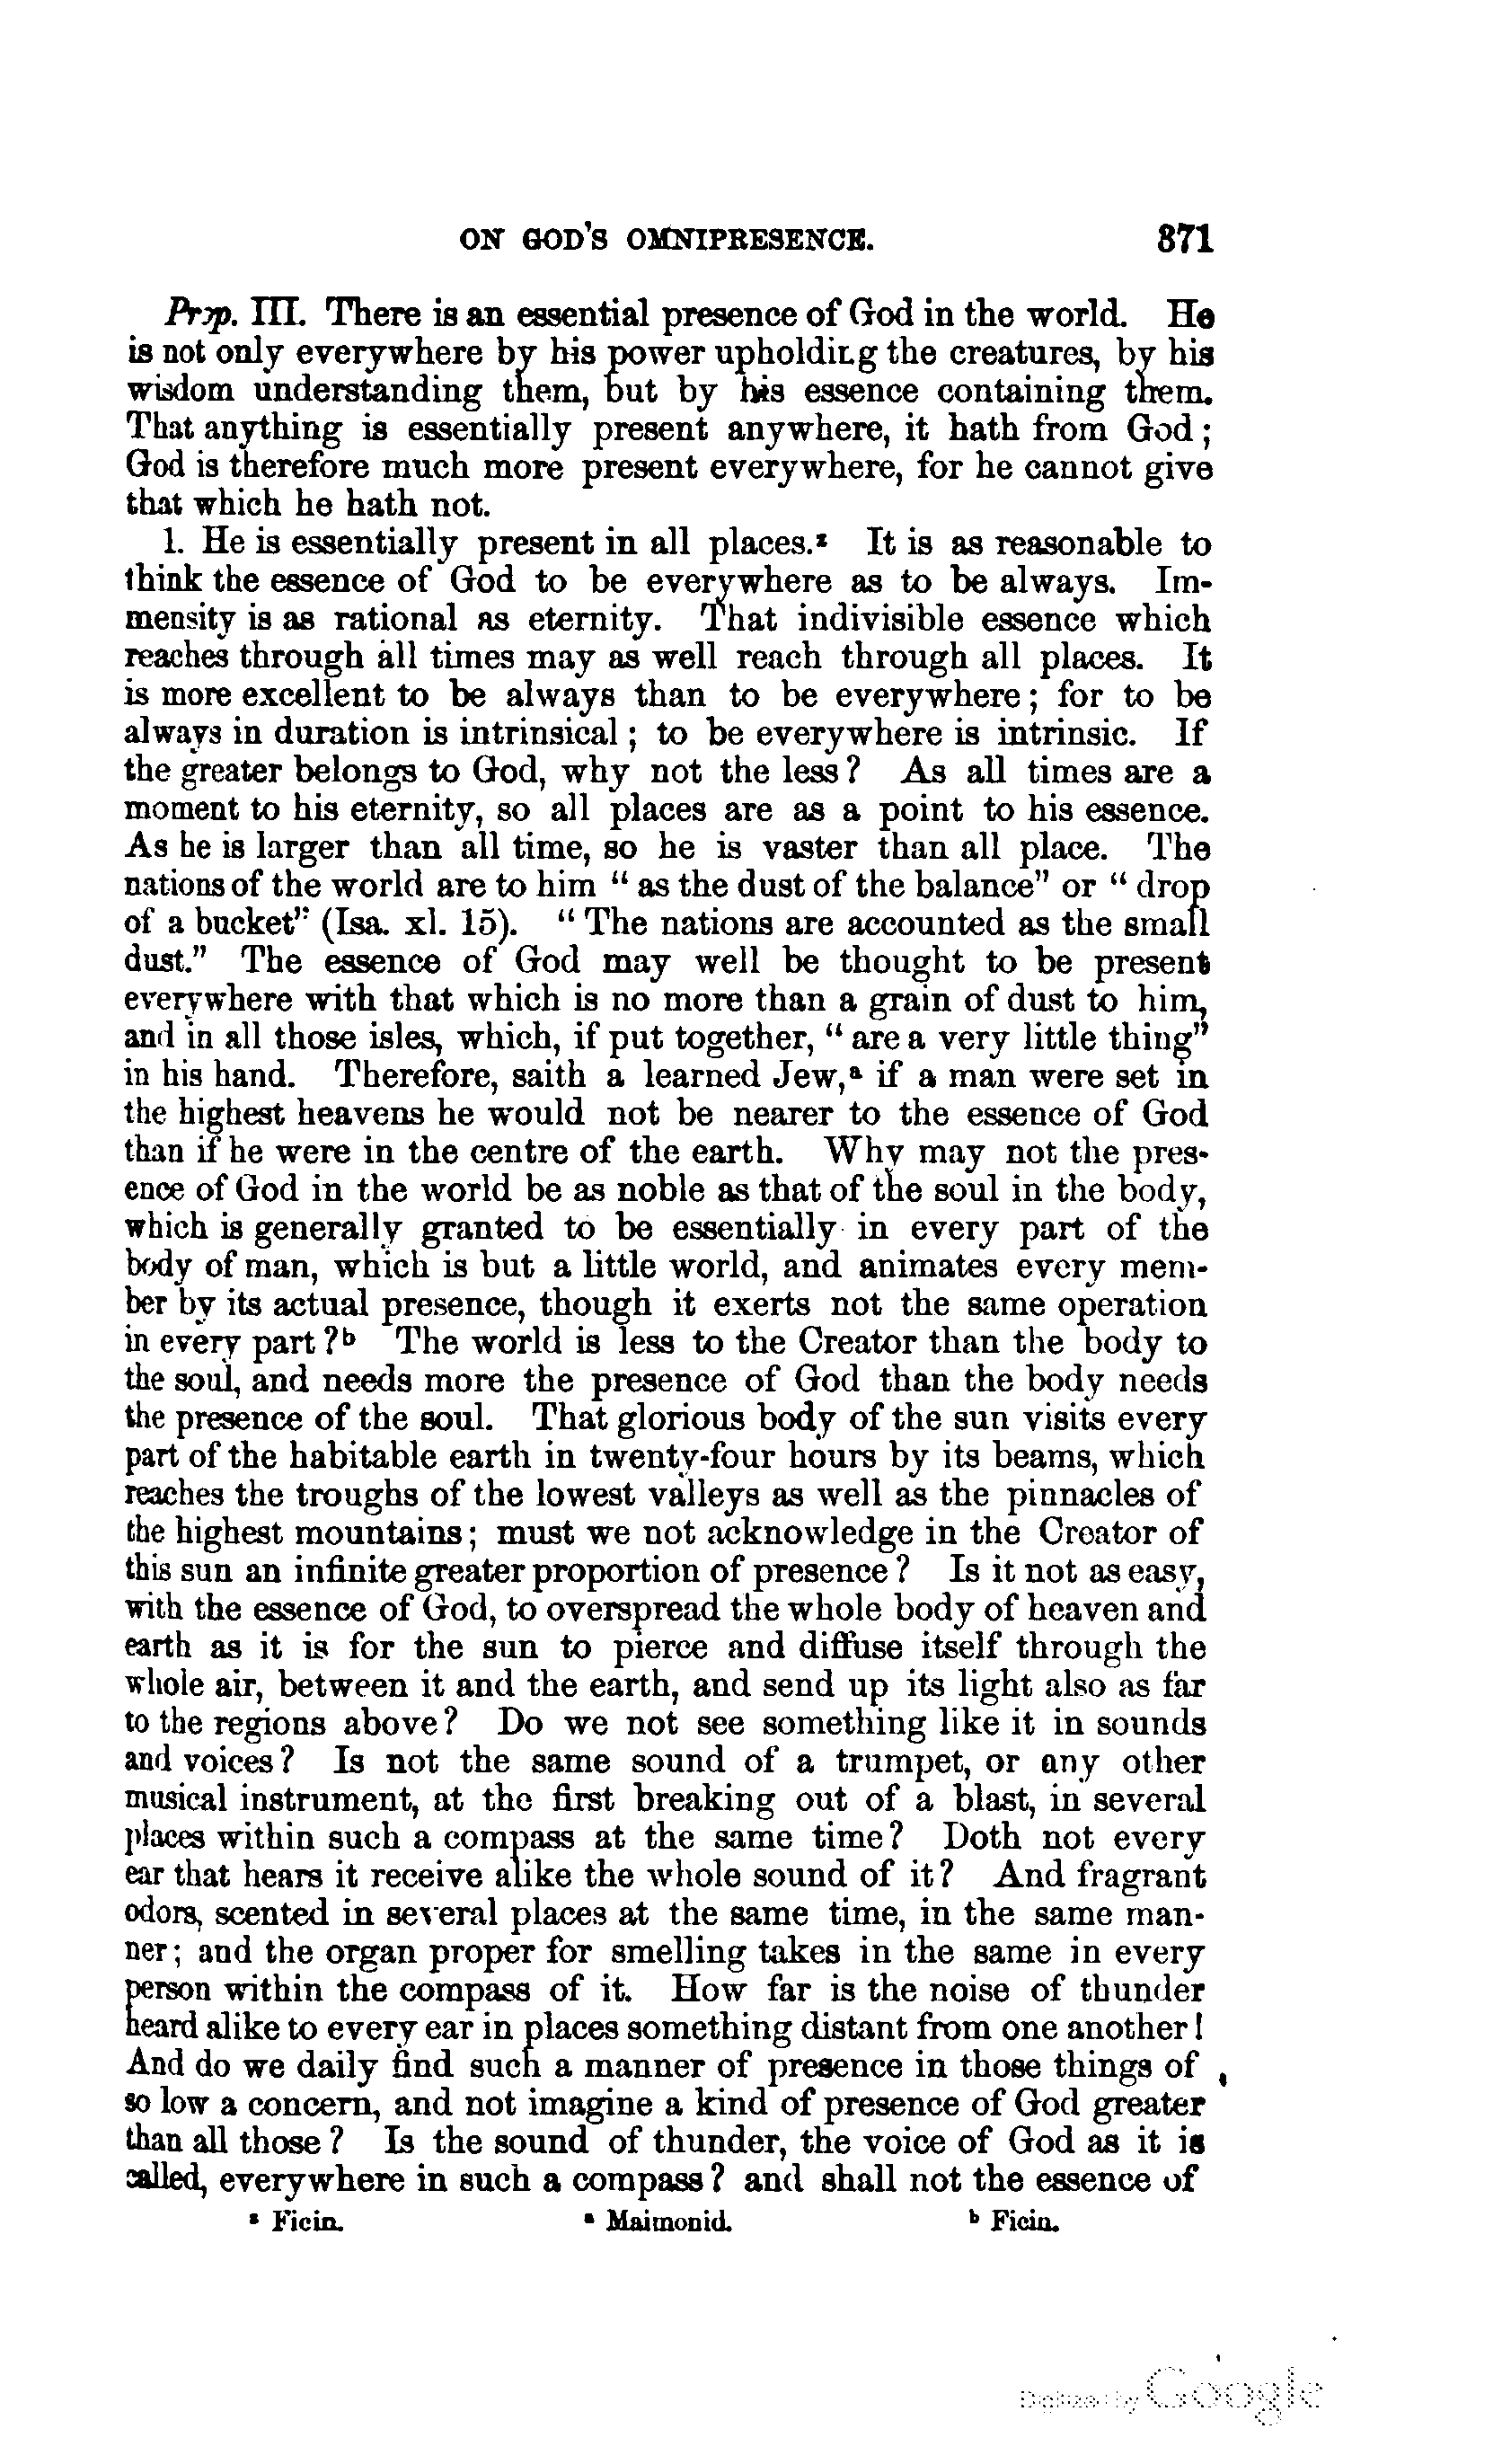 ON GOD'S OMNIPRESENCE. 371
Prop. III. There is an essential presence of God in the world. He
is not only everywhere by his power upholding the creatures, by his
wisdom understanding them, but by his essence containing them.
That anything is essentially present anywhere, it hath from God;
God is therefore much more present everywhere, for he cannot give
that which he hath not.
1. He is essentially present in all places.z It is as reasonable to
think the essence of God to be everywhere as to be always. Im-
mensity is as rational as eternity. That indivisible essence which
reaches through all times may as well reach through all places. It
is more excellent to be always than to be everywhere; for to be
always in duration is intrinsical; to be everywhere is intrinsic. If
the greater belongs to God, why not the less? As all times are a
moment to his eternity, so all places are as a point to his essence.
As he is larger than all time, so he is vaster than all place. The
nations of the world are to him "as the dust of the balance" or "drop
of a bucket" (Isa. xl. 15). "The nations are accounted as the small
dust." The essence of God may well be thought to be present
everywhere with that which is no more than a grain of dust to him,
and in all those isles, which, if put together, "are a very little thing"
in his hand. Therefore, saith a learned Jew,a if a man were set in
the highest heavens he would not be nearer to the essence of God
than if he were in the centre of the earth. Why may not the pres-
ence of God in the world be as noble as that of the soul in the body,
which is generally granted to be essentially in every part of the
body of man, which is but a little world, and animates every mem-
ber by its actual presence, though it exerts not the same operation
in every part?b The world is less to the Creator than the body to
the soul, and needs more the presence of God than the body needs
the presence of the soul. That glorious body of the sun visits every
part of the habitable earth in twenty-four hours by its beams, which
reaches the troughs of the lowest valleys as well as the pinnacles of
the highest mountains; must we not acknowledge in the Creator of
this sun an infinite greater proportion of presence? Is it not as easy,
with the essence of God, to overspread the whole body of heaven and
earth as it is for the sun to pierce and diffuse itself through the
whole air, between it and the earth, and send up its light also as far
to the regions above? Do we not see something like it in sounds
and voices? Is not the same sound of a trumpet, or any other
musical instrument, at the first breaking out of a blast, in several
places within such a compass at the same time? Doth not every
ear that hears it receive alike the whole sound of it? And fragrant
odors, scented in several places at the same time, in the same man-
ner; and the organ proper for smelling takes in the same in every
person within the compass of it. How far is the noise of thunder
heard alike to every ear in places something distant from one another!
And do we daily find such a manner of presence in those things of
so low a concern, and not imagine a kind of presence of God greater
than all those? Is the sound of thunder, the voice of God as it is
called, everywhere in such a compass? and shall not the essence of
z Ficin. a Maimonid. b Ficin.
Digitized by Google